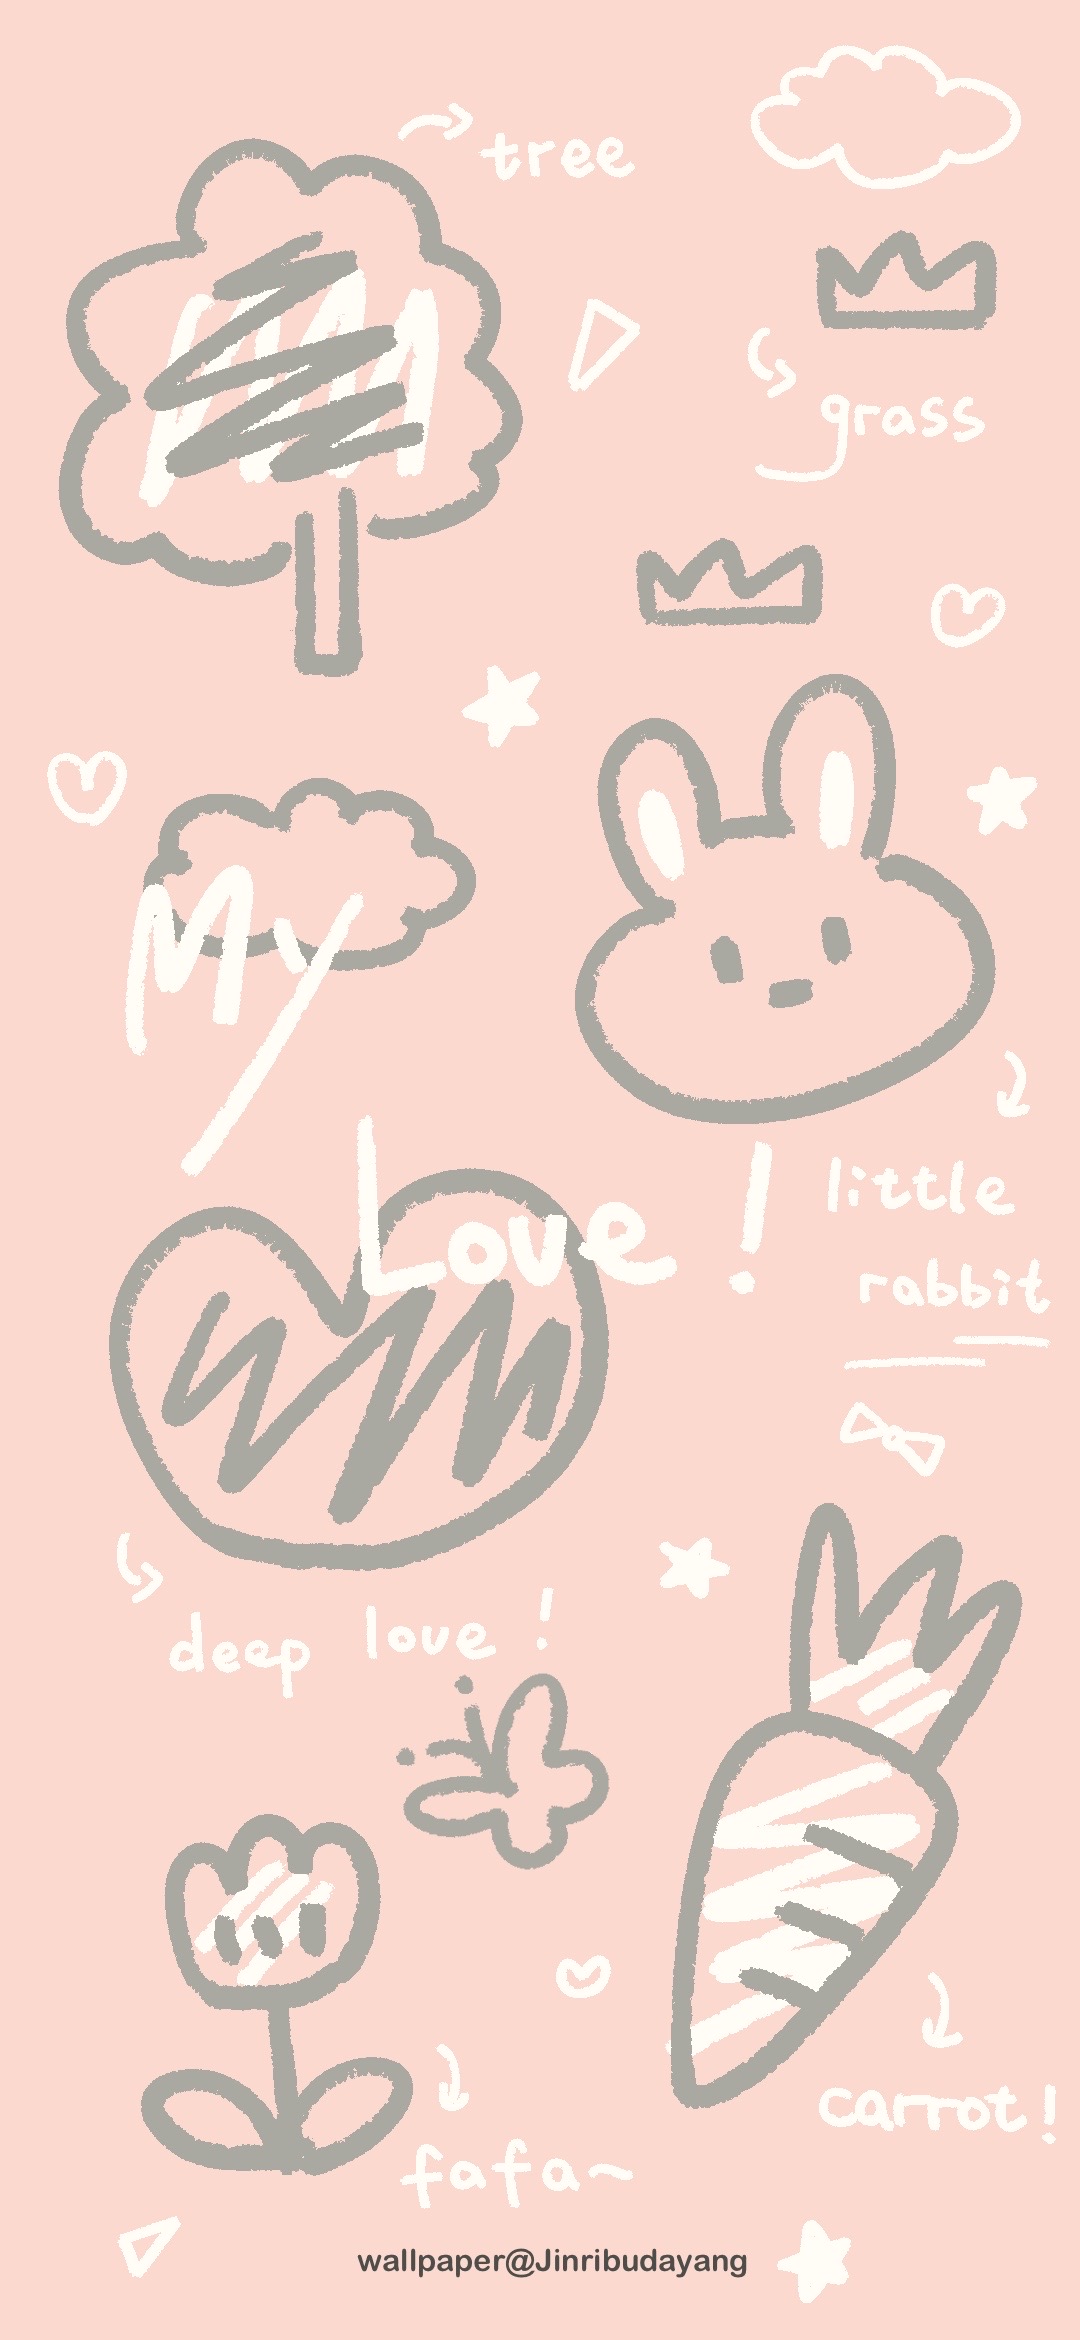 tree
grass
My
Love !
little
rabbit
deep love !
carrot!
fafa~
wallpaper@Jinribudayang